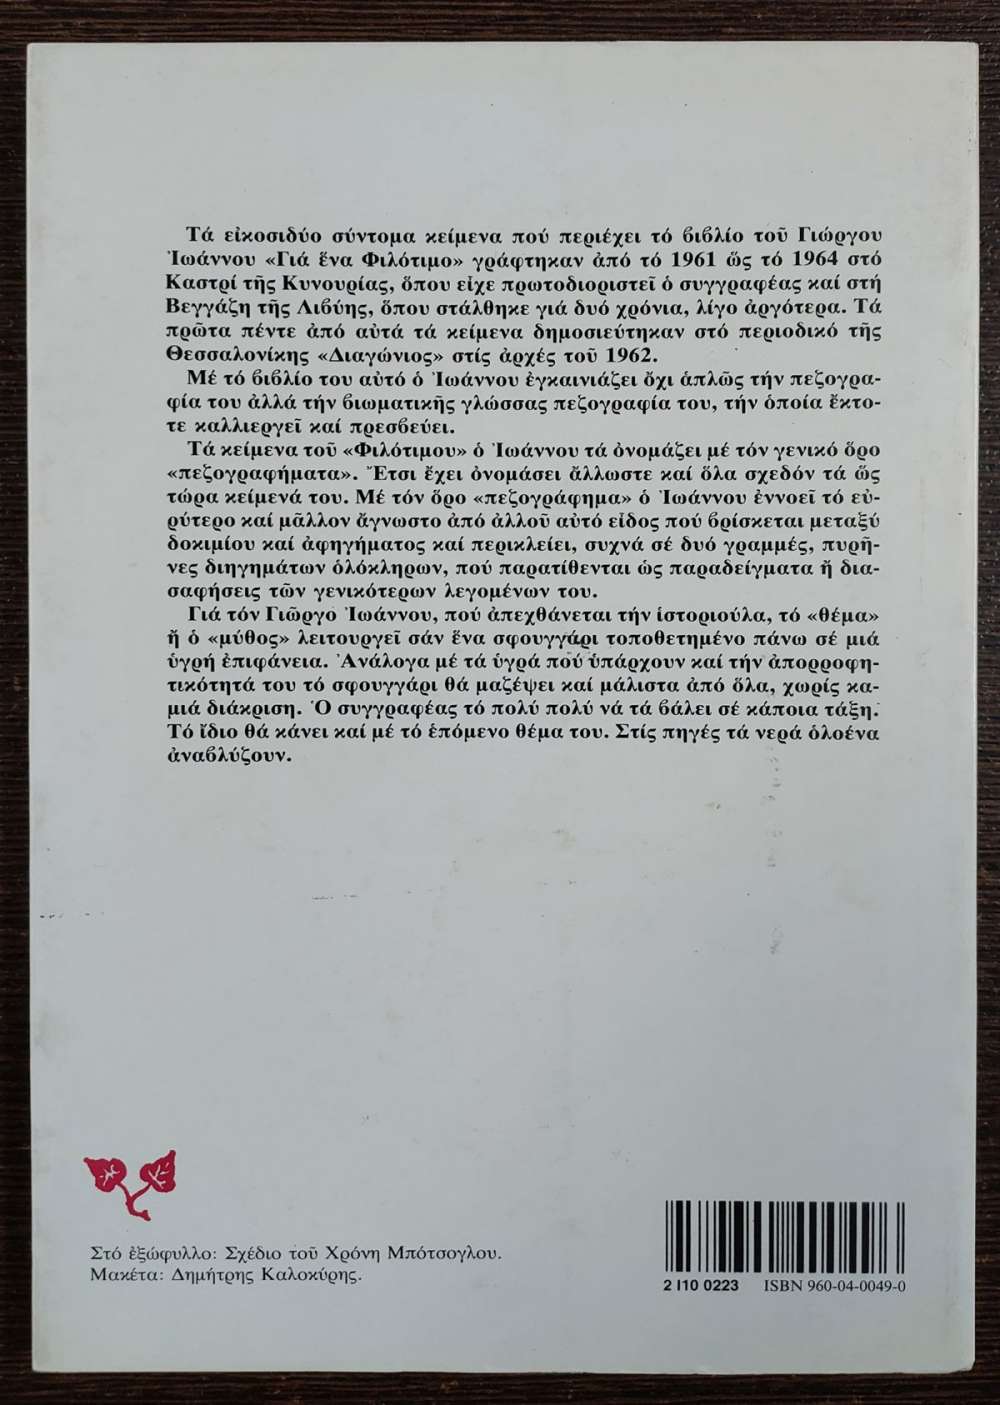 Τά εἰκοσιδύο σύντομα κείμενα πού περιέχει τό βιβλίο τοῦ Γιώργου
Ἰωάννου «Γιά ἕνα Φιλότιμο» γράφτηκαν ἀπό τό 1961 ὥς τό 1964 στό
Καστρί τῆς Κυνουρίας, ὅπου εἶχε πρωτοδιοριστεῖ ὁ συγγραφέας καί στή
Βεγγάζη τῆς Λιβύης, ὅπου στάλθηκε γιά δυό χρόνια, λίγο ἀργότερα. Τά
πρῶτα πέντε ἀπό αὐτά τά κείμενα δημοσιεύτηκαν στό περιοδικό τῆς
Θεσσαλονίκης «Διαγώνιος» στίς ἀρχές τοῦ 1962.
Μέ τό βιβλίο του αὐτό ὁ Ἰωάννου ἐγκαινιάζει ὄχι ἁπλῶς τήν πεζογρα-
φία του ἀλλά τήν βιωματικῆς γλώσσας πεζογραφία του, τήν ὁποία ἔκτο-
τε καλλιεργεῖ καί πρεσβεύει.
Τά κείμενα τοῦ «Φιλότιμου» ὁ Ἰωάννου τά ὀνομάζει μέ τόν γενικό ὅρο
«πεζογραφήματα». Ἔτσι ἔχει ὀνομάσει ἄλλωστε καί ὅλα σχεδόν τά ὥς
τώρα κείμενά του. Μέ τόν ὅρο «πεζογράφημα» ὁ Ἰωάννου ἐννοεῖ τό εὐ-
ρύτερο καί μᾶλλον ἄγνωστο ἀπό ἀλλοῦ αὐτό εἶδος πού βρίσκεται μεταξύ
δοκιμίου καί ἀφηγήματος καί περικλείει, συχνά σέ δυό γραμμές, πυρῆ-
νες διηγημάτων ὁλόκληρων, πού παρατίθενται ὡς παραδείγματα ἤ δια-
σαφήσεις τῶν γενικότερων λεγομένων του.
Γιά τόν Γιῶργο Ἰωάννου, πού ἀπεχθάνεται τήν ἱστοριούλα, τό «θέμα»
ἤ ὁ «μύθος» λειτουργεῖ σάν ἕνα σφουγγάρι τοποθετημένο πάνω σέ μιά
ὑγρή ἐπιφάνεια. Ἀνάλογα μέ τά ὑγρά πού ὑπάρχουν καί τήν ἀπορροφη-
τικότητά του τό σφουγγάρι θά μαζέψει καί μάλιστα ἀπό ὅλα, χωρίς κα-
μιά διάκριση. Ὁ συγγραφέας τό πολύ πολύ νά τά βάλει σέ κάποια τάξη.
Τό ἴδιο θά κάνει καί μέ τό ἑπόμενο θέμα του. Στίς πηγές τά νερά ὁλοένα
ἀναβλύζουν.
Στό ἐξώφυλλο: Σχέδιο τοῦ Χρόνη Μπότσογλου.
Μακέτα: Δημήτρης Καλοκύρης.
2 I10 0223 ISBN 960-04-0049-0